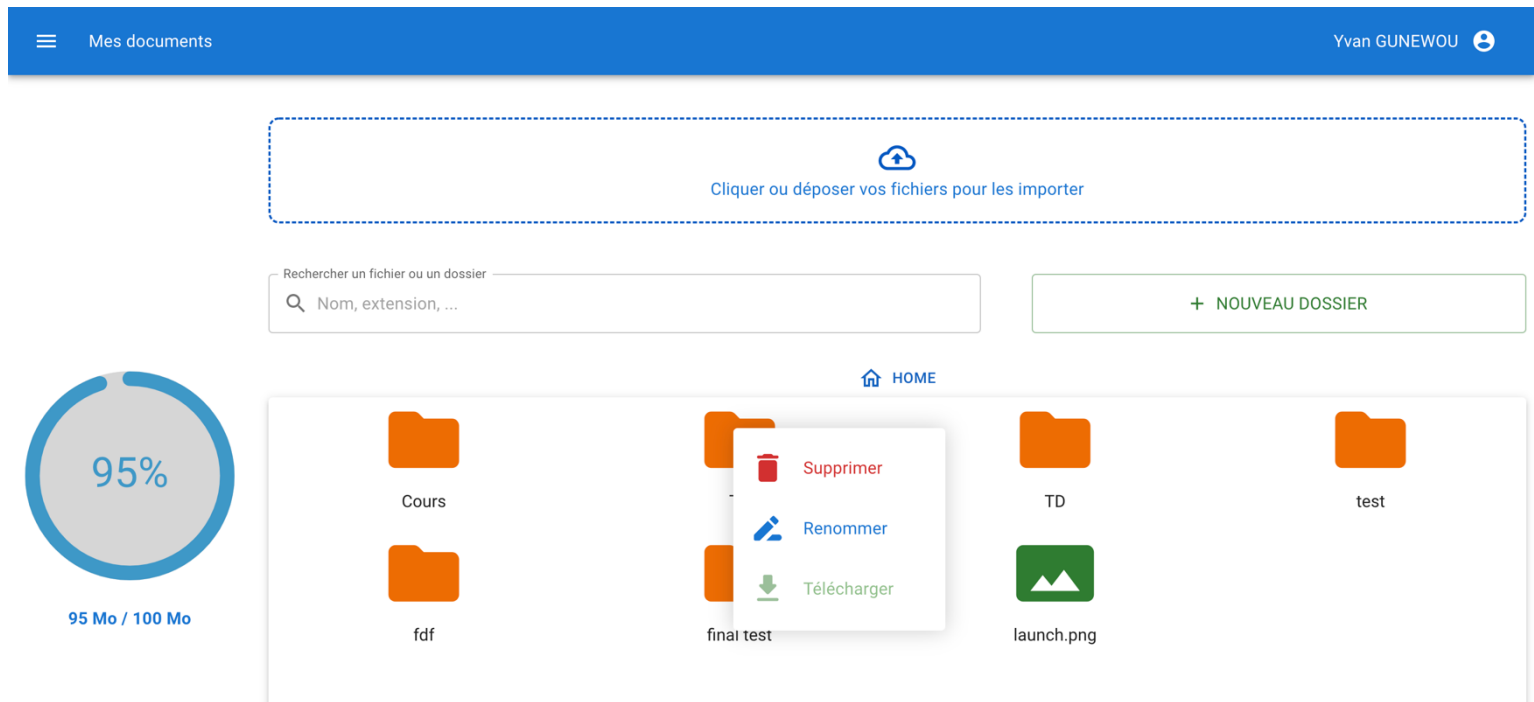 Mes documents
Yvan GUNEWOU
Cliquer ou déposer vos fichiers pour les importer
Rechercher un fichier ou un dossier
Nom, extension, ...
+ NOUVEAU DOSSIER
HOME
95%
95 Mo / 100 Mo
Cours
TD
test
Supprimer
Renommer
Télécharger
fdf
final test
launch.png